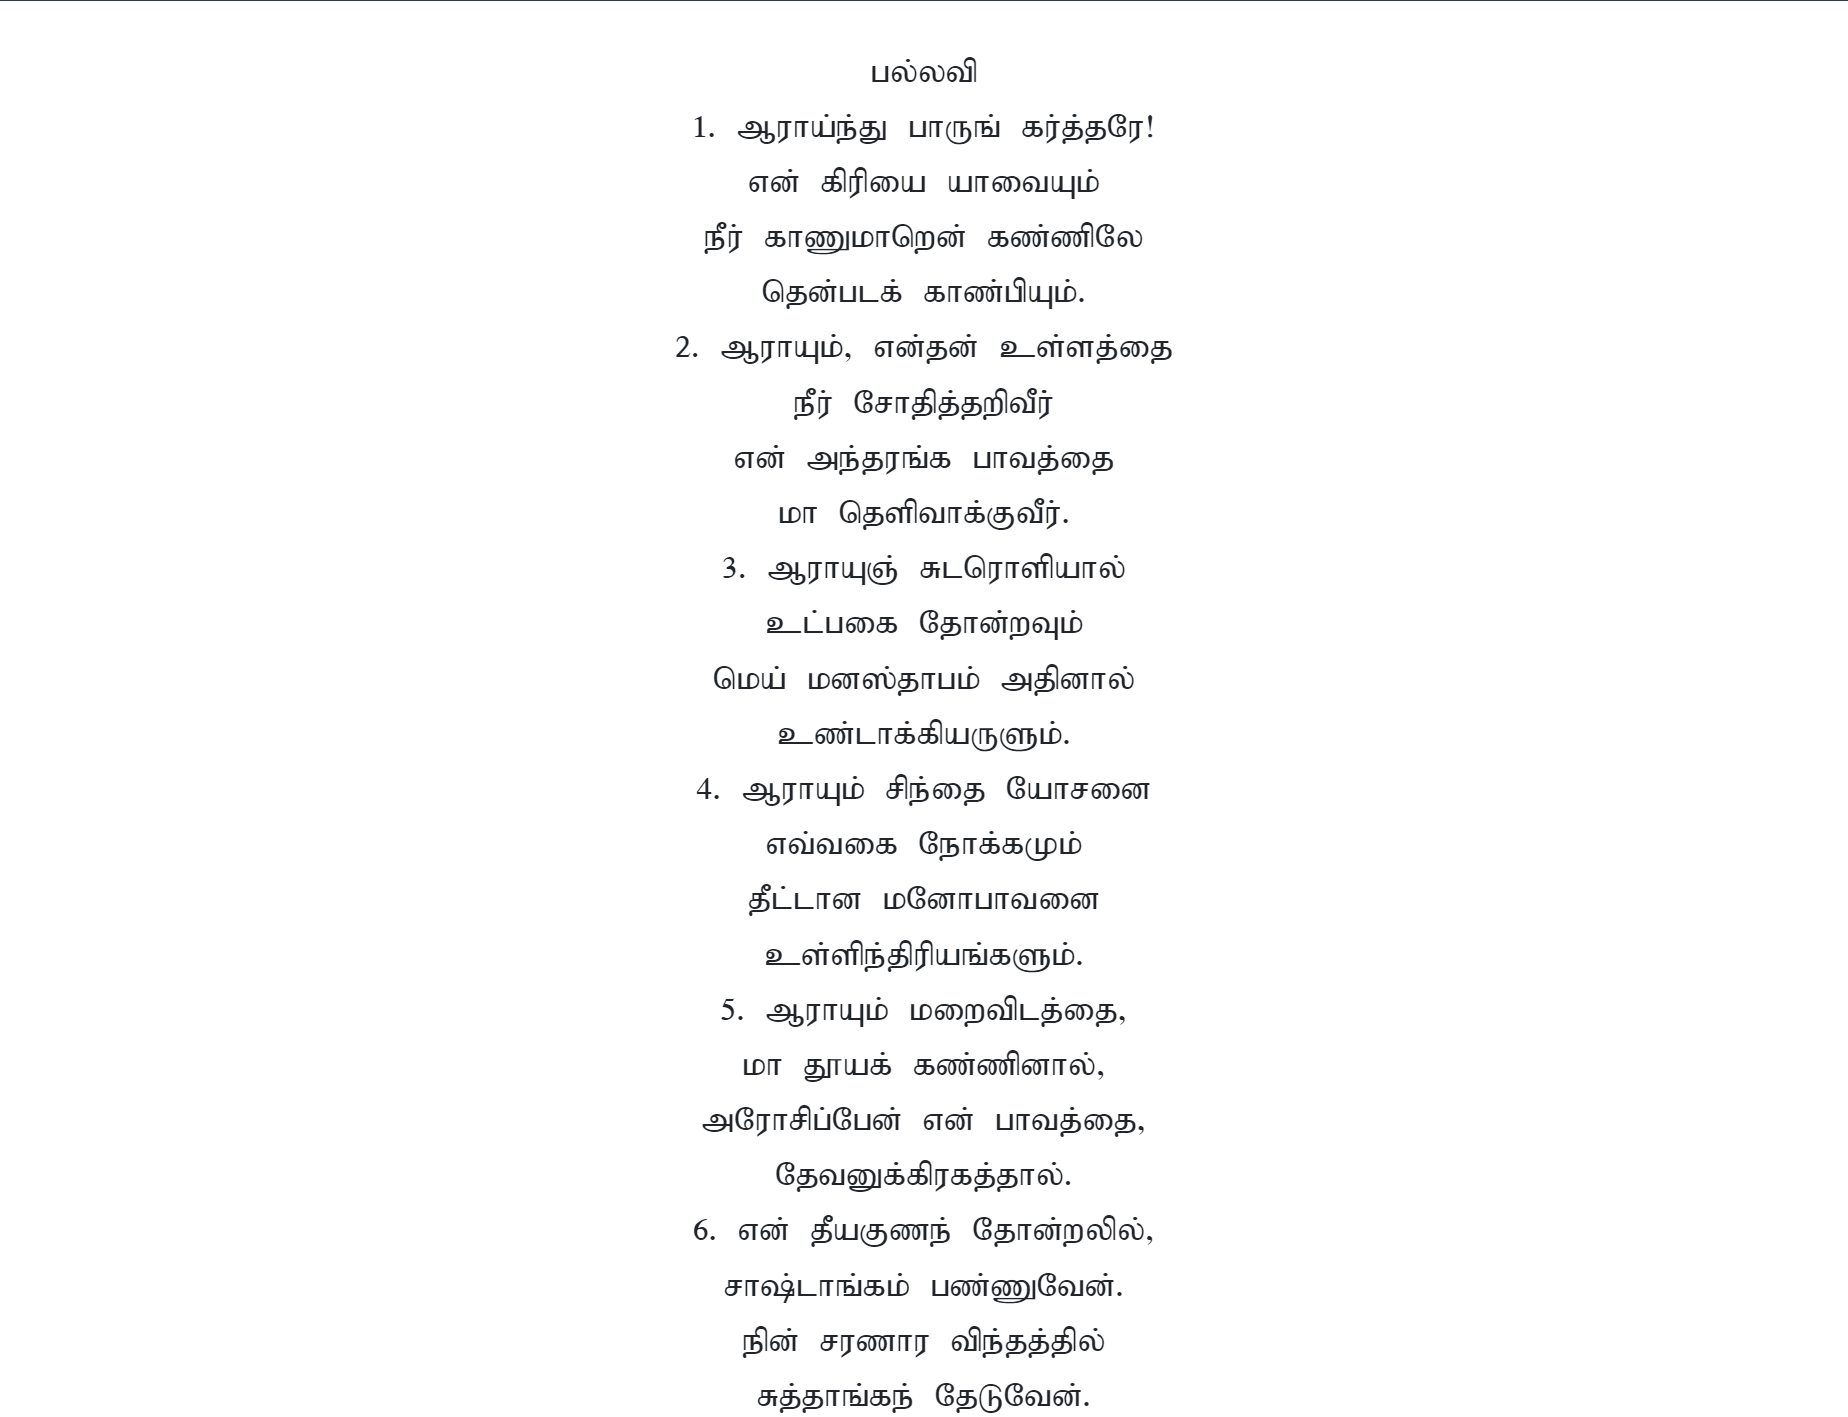 பல்லவி
1. ஆராய்ந்து பாருங் கர்த்தரே!
என் கிரியை யாவையும்
நீர் காணுமாறென் கண்ணிலே
தென்படக் காண்பியும்.
2. ஆராயும், என்தன் உள்ளத்தை
நீர் சோதித்தறிவீர்
என் அந்தரங்க பாவத்தை
மா தெளிவாக்குவீர்.
3. ஆராயுஞ் சுடரொளியால்
உட்பகை தோன்றவும்
மெய் மனஸ்தாபம் அதினால்
உண்டாக்கியருளும்.
4. ஆராயும் சிந்தை யோசனை
எவ்வகை நோக்கமும்
தீட்டான மனோபாவனை
உள்ளிந்திரியங்களும்.
5. ஆராயும் மறைவிடத்தை,
மா தூயக் கண்ணினால்,
அரோசிப்பேன் என் பாவத்தை,
தேவனுக்கிரகத்தால்.
6. என் தீயகுணந் தோன்றலில்,
சாஷ்டாங்கம் பண்ணுவேன்.
நின் சரணார விந்தத்தில்
சுத்தாங்கந் தேடுவேன்.